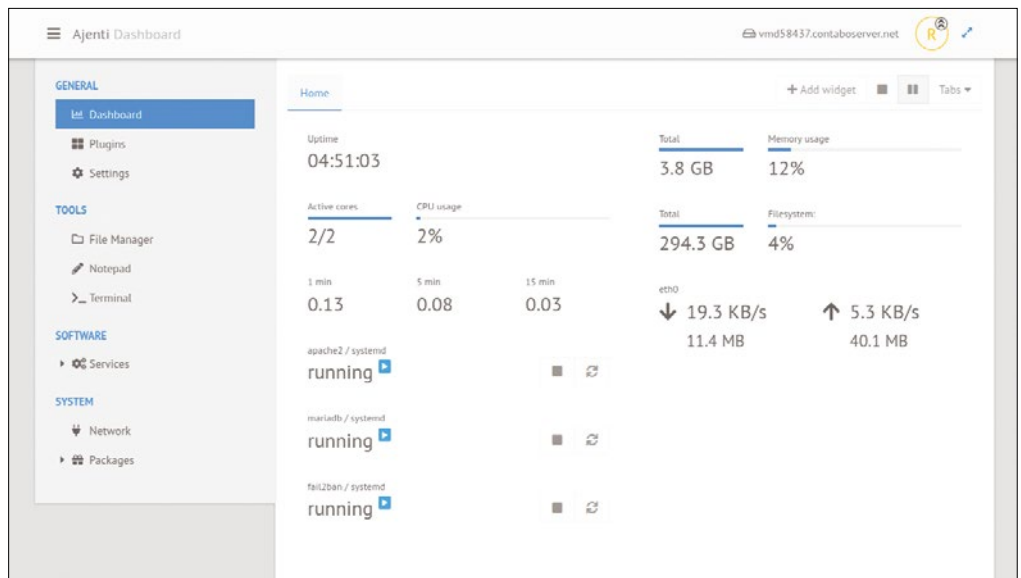 Ajenti Dashboard
vmd58437.contaboserver.net
R
GENERAL
Dashboard
Plugins
Settings
TOOLS
File Manager
Notepad
Terminal
SOFTWARE
Services
SYSTEM
Network
Packages
Home
Add widget
Tabs
Uptime
04:51:03
Active cores
CPU usage
2/2
2%
1 min
5 min
15 min
0.13
0.08
0.03
apache2 / systemd
running
mariadb / systemd
running
fail2ban / systemd
running
Total
Memory usage
3.8 GB
12%
Total
Filesystem:
294.3 GB
4%
eth0
19.3 KB/s
5.3 KB/s
11.4 MB
40.1 MB